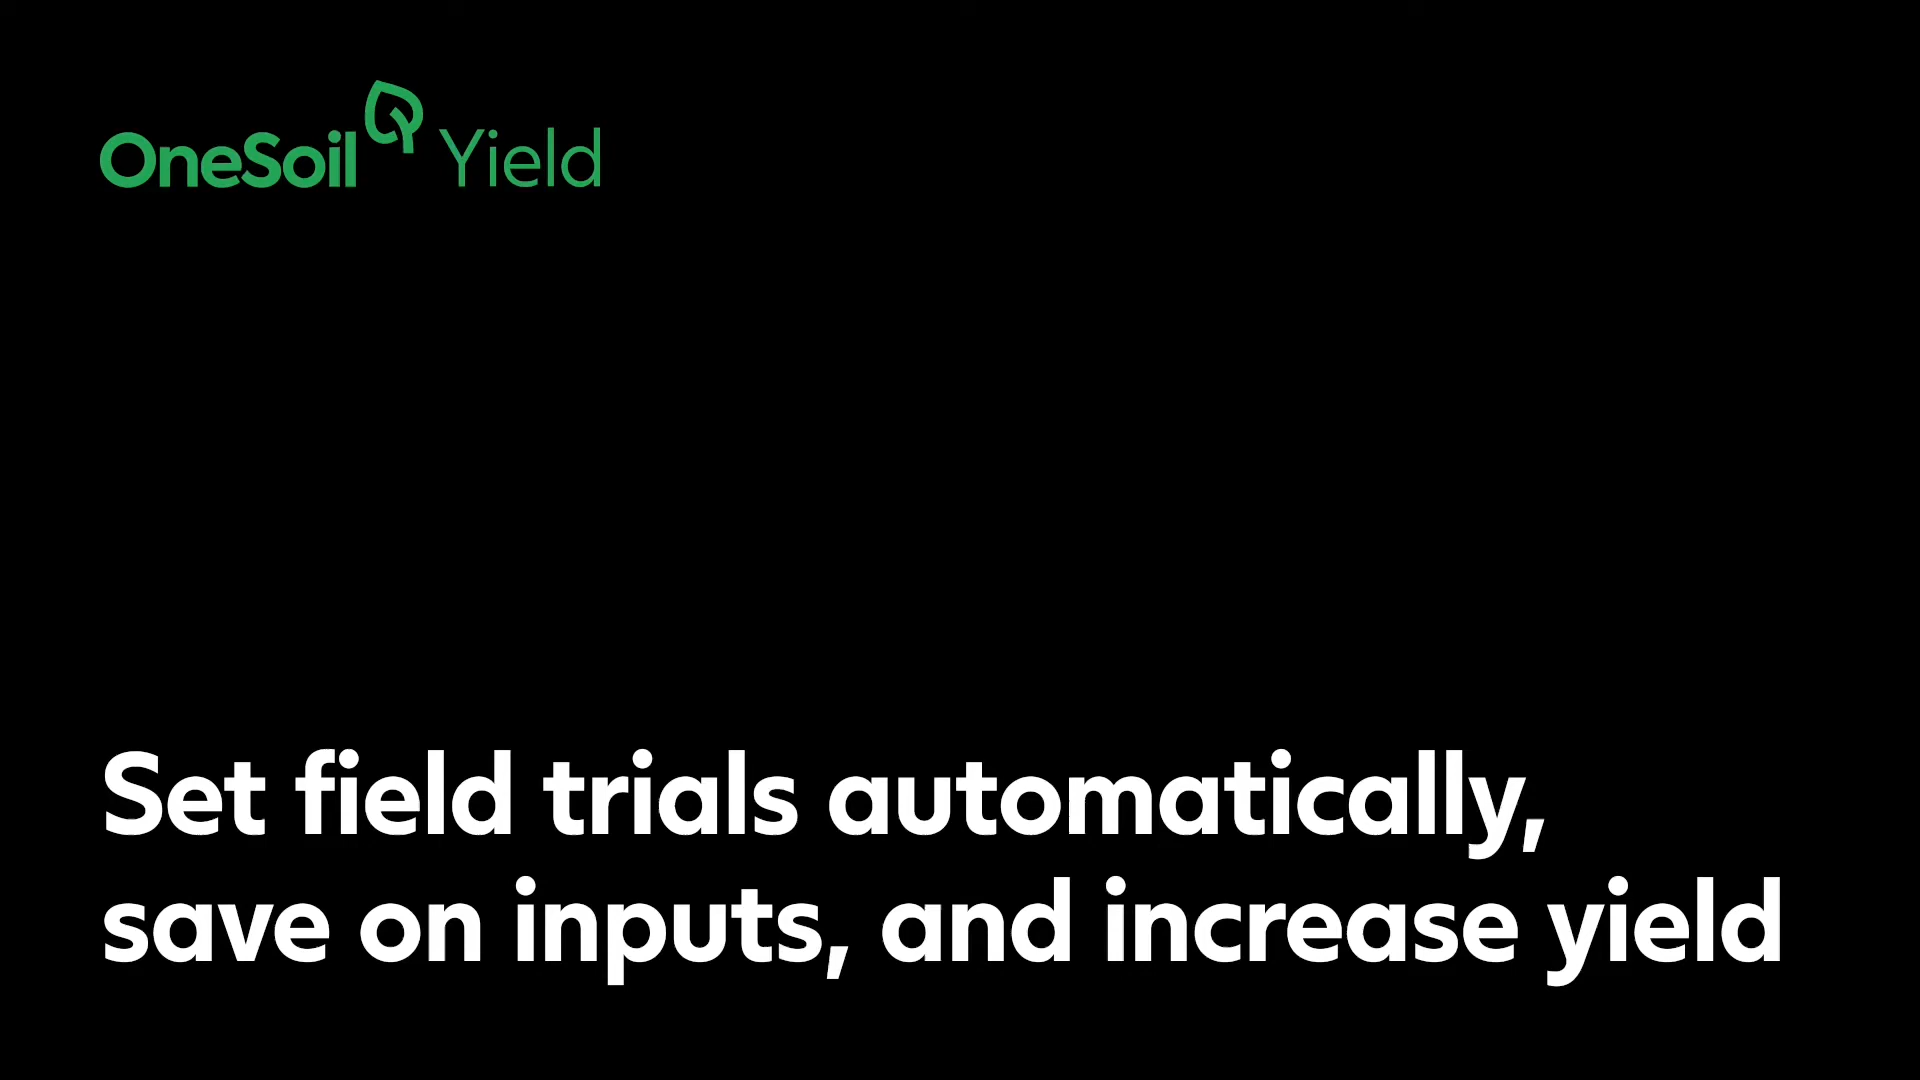 OneSoil Yield
Set field trials automatically,
save on inputs, and increase yield